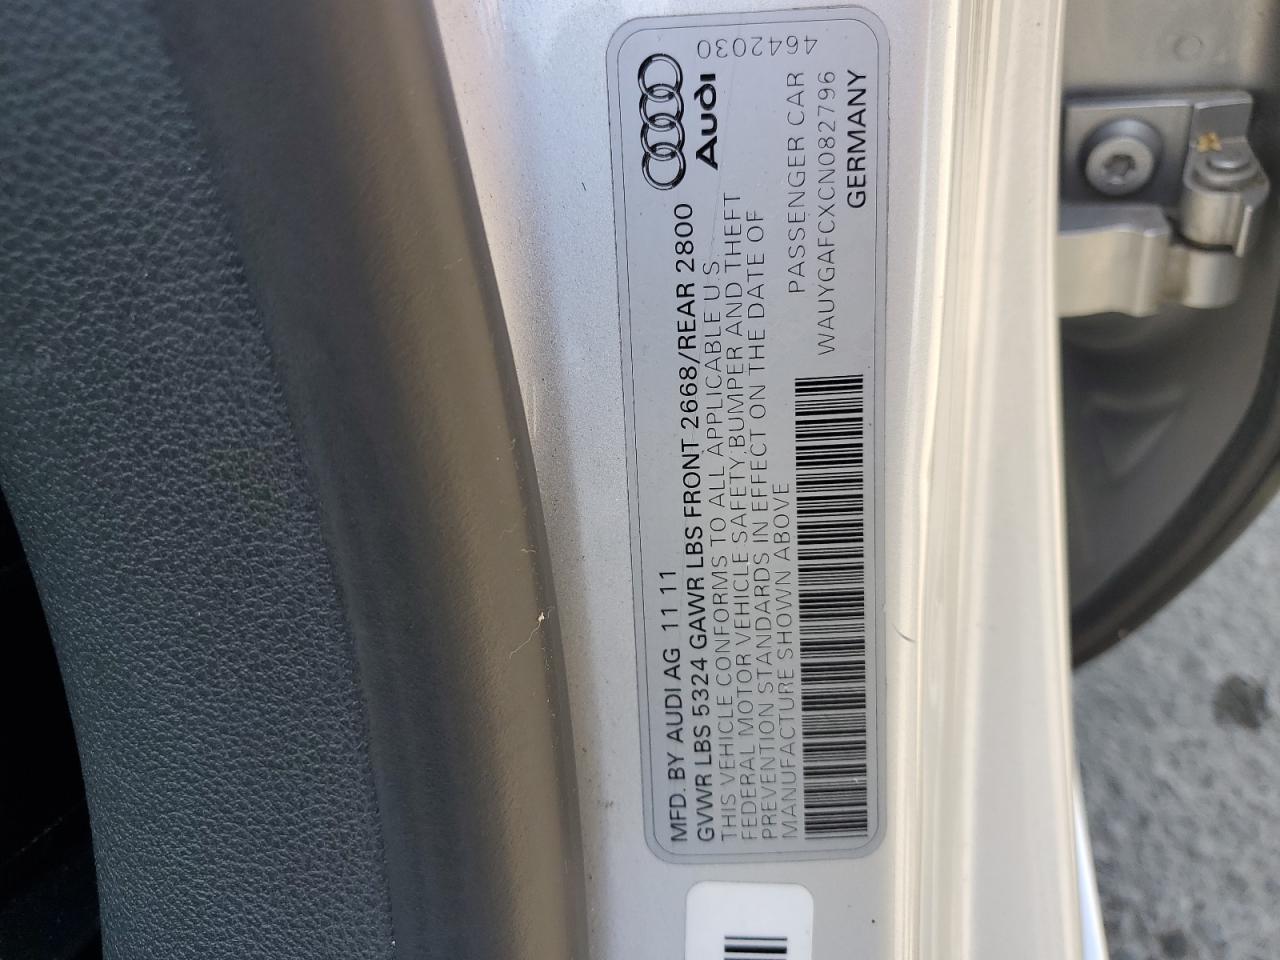 MFD. BY AUDI AG 11 11
GVWR LBS 5324 GAWR LBS FRONT 2668/REAR 2800
THIS VEHICLE CONFORMS TO ALL APPLICABLE U S
FEDERAL MOTOR VEHICLE SAFETY, BUMPER AND THEFT
PREVENTION STANDARDS IN EFFECT ON THE DATE OF
MANUFACTURE SHOWN ABOVE
Audi
PASSENGER CAR
WAUYGAFCXCN082796
GERMANY
4642030